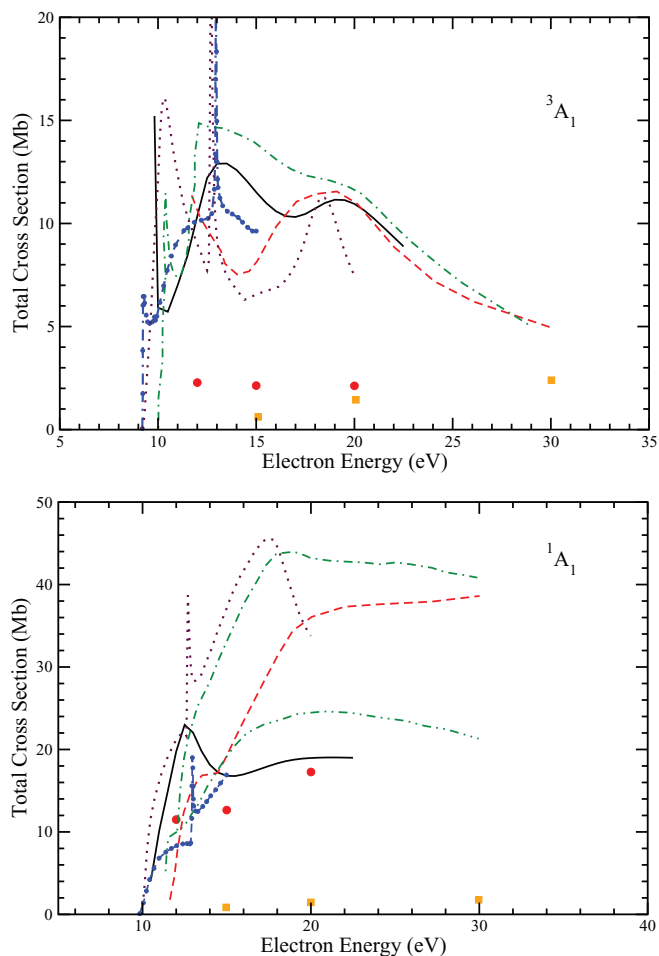 20
15
10
5
0
Total Cross Section (Mb)
³A₁
5 10 15 20 25 30 35
Electron Energy (eV)
50
40
30
20
10
0
Total Cross Section (Mb)
¹A₁
10 20 30 40
Electron Energy (eV)